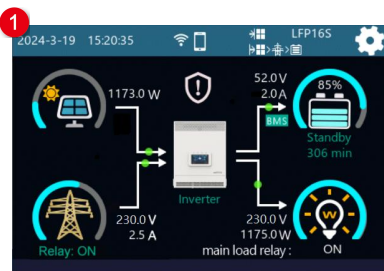 1
2024-3-19 15:20:35
LFP16S
1173.0 W
52.0 V
2.0 A
BMS
85%
Standby
306 min
Inverter
230.0 V
2.5 A
Relay: ON
230.0 V
1175.0 W
main load relay : ON
W